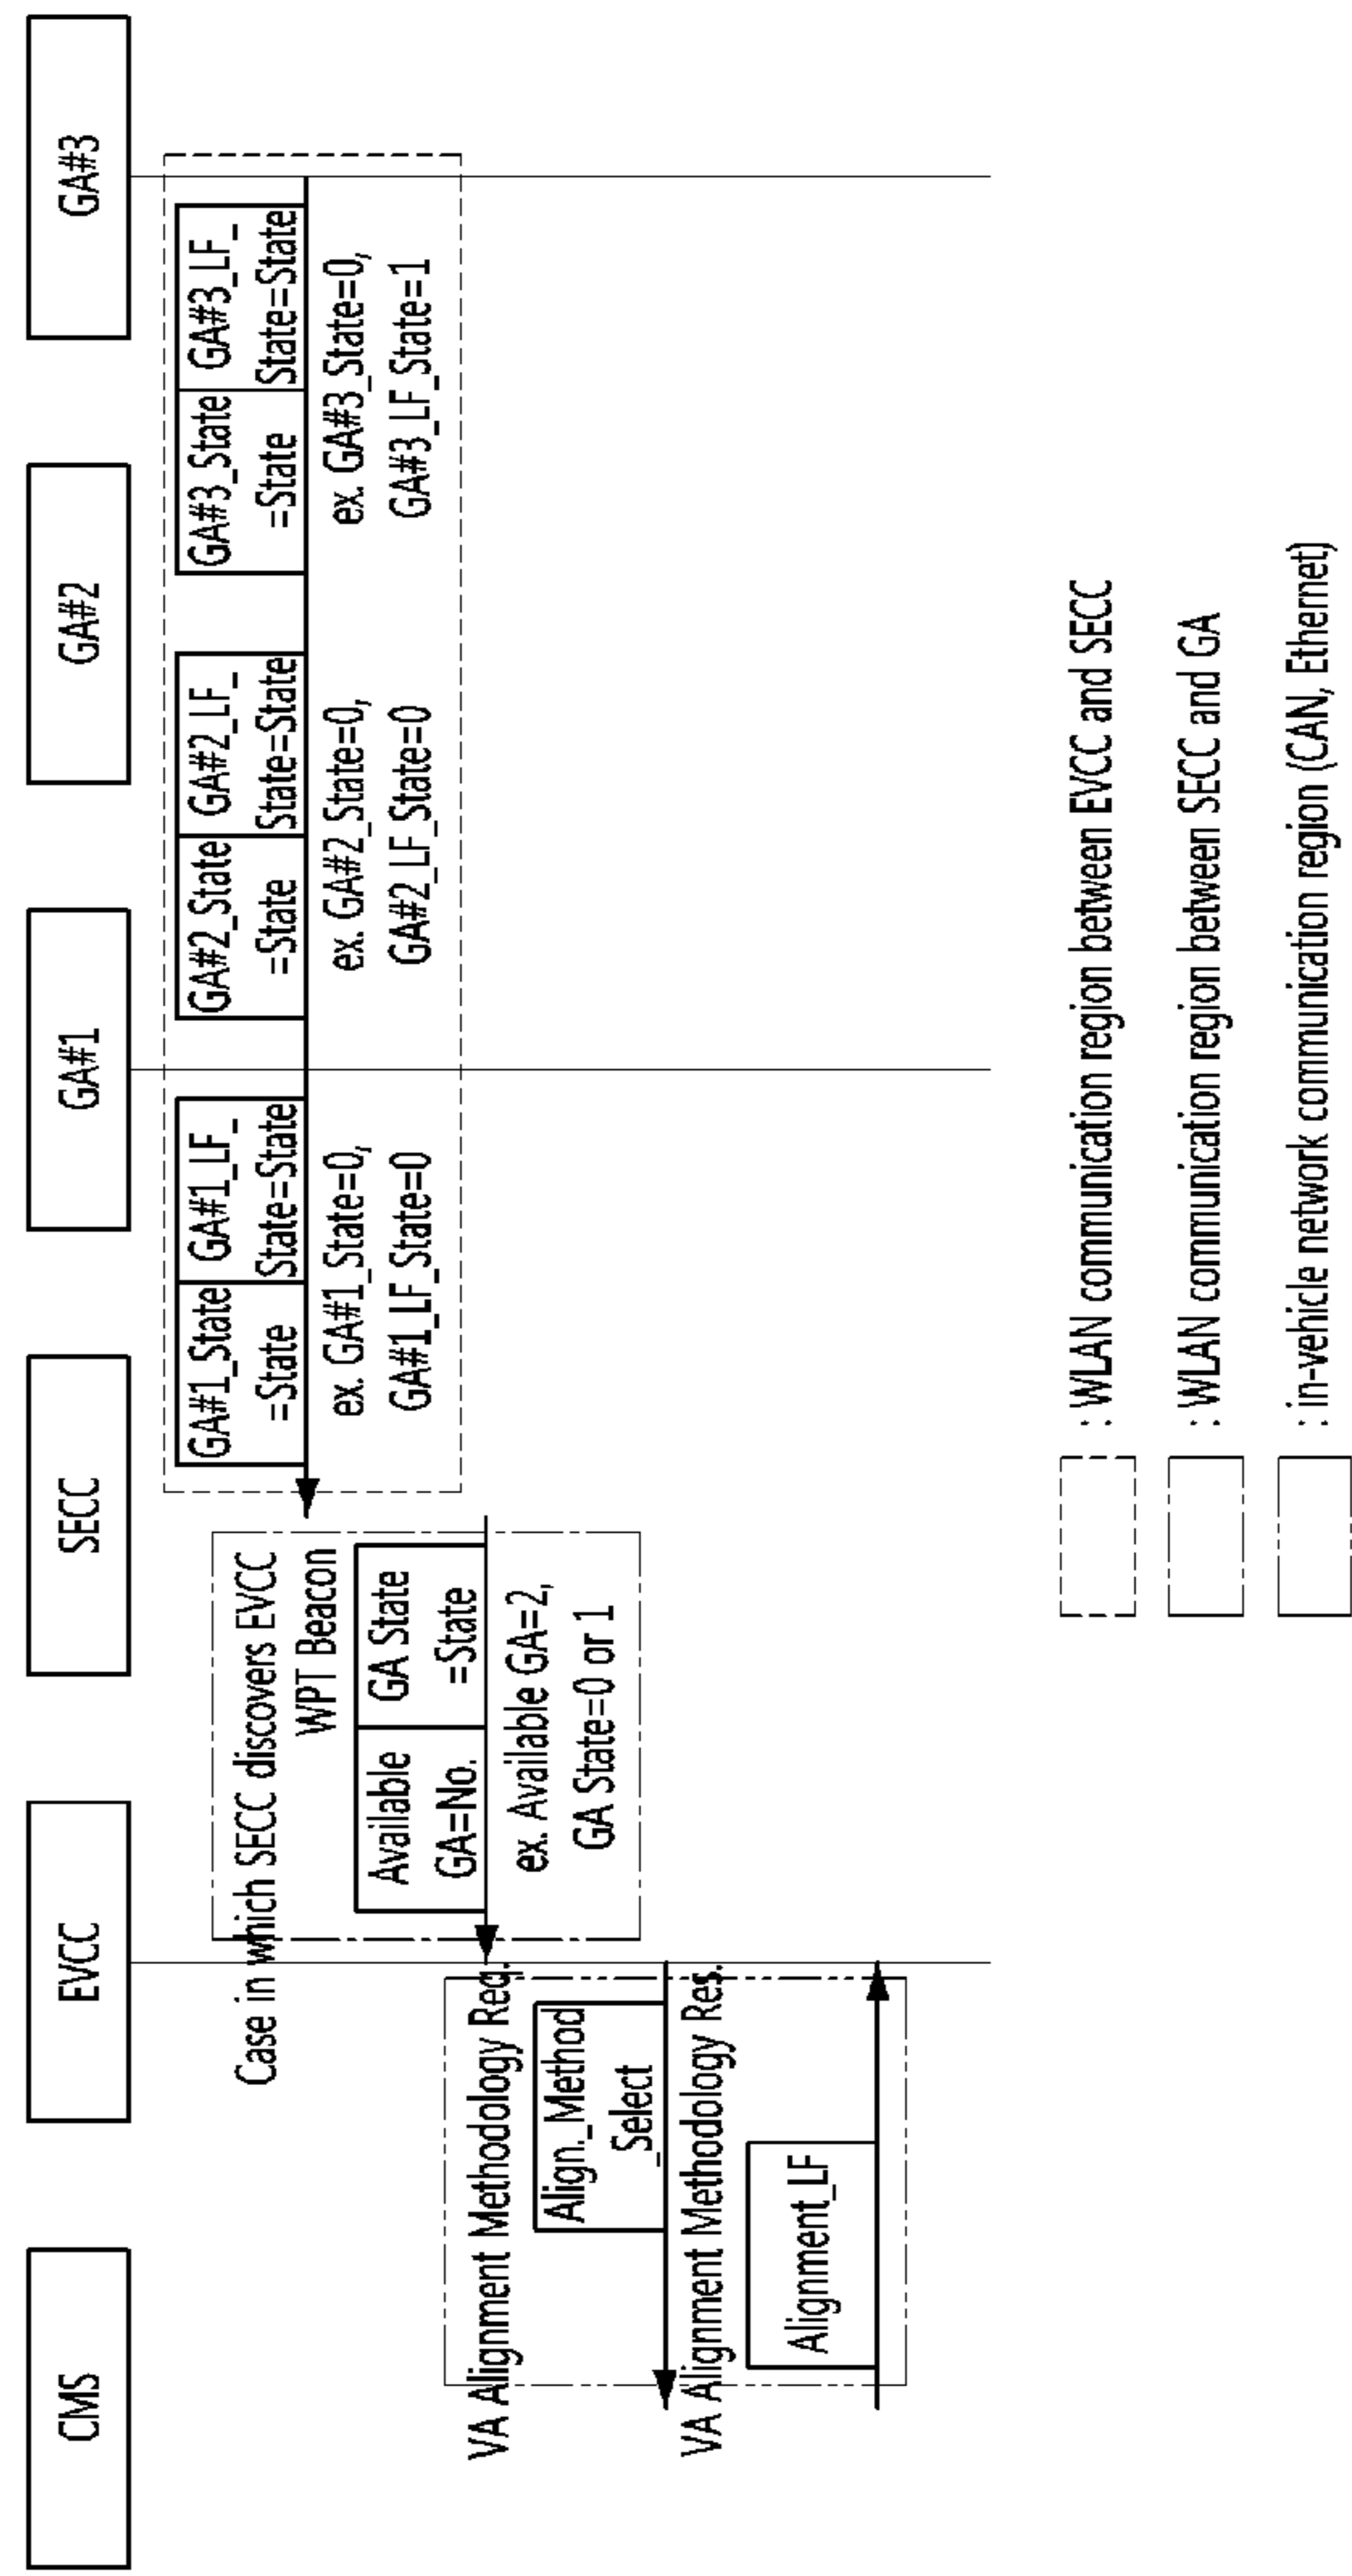 CMS
EVCC
SECC
GA#1
GA#2
GA#3
GA#1_State
=State
GA#1_LF_
State=State
ex. GA#1_State=0,
GA#1_LF_State=0
GA#2_State
=State
GA#2_LF_
State=State
ex. GA#2_State=0,
GA#2_LF_State=0
GA#3_State
=State
GA#3_LF_
State=State
ex. GA#3_State=0,
GA#3_LF_State=1
Case in which SECC discovers EVCC
WPT Beacon
Available
GA=No.
GA State
=State
ex. Available GA=2,
GA State=0 or 1
VA Alignment Methodology Req.
Align._Method
_Select
VA Alignment Methodology Res.
Alignment_LF
: WLAN communication region between EVCC and SECC
: WLAN communication region between SECC and GA
: in-vehicle network communication region (CAN, Ethernet)